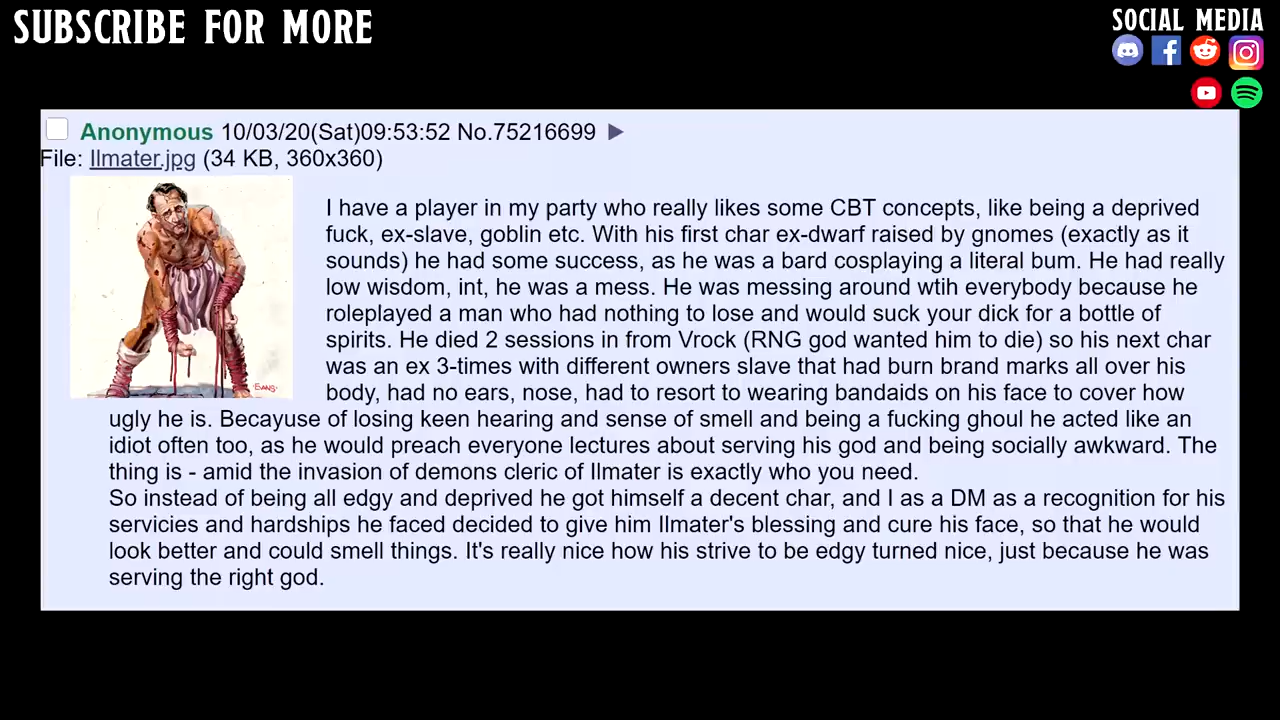 SUBSCRIBE FOR MORE
SOCIAL MEDIA
Anonymous 10/03/20(Sat)09:53:52 No.75216699 ▶
File: Ilmater.jpg (34 KB, 360x360)
I have a player in my party who really likes some CBT concepts, like being a deprived
fuck, ex-slave, goblin etc. With his first char ex-dwarf raised by gnomes (exactly as it
sounds) he had some success, as he was a bard cosplaying a literal bum. He had really
low wisdom, int, he was a mess. He was messing around wtih everybody because he
roleplayed a man who had nothing to lose and would suck your dick for a bottle of
spirits. He died 2 sessions in from Vrock (RNG god wanted him to die) so his next char
was an ex 3-times with different owners slave that had burn brand marks all over his
body, had no ears, nose, had to resort to wearing bandaids on his face to cover how
ugly he is. Becayuse of losing keen hearing and sense of smell and being a fucking ghoul he acted like an
idiot often too, as he would preach everyone lectures about serving his god and being socially awkward. The
thing is - amid the invasion of demons cleric of Ilmater is exactly who you need.
So instead of being all edgy and deprived he got himself a decent char, and I as a DM as a recognition for his
servicies and hardships he faced decided to give him Ilmater's blessing and cure his face, so that he would
look better and could smell things. It's really nice how his strive to be edgy turned nice, just because he was
serving the right god.
EVANS